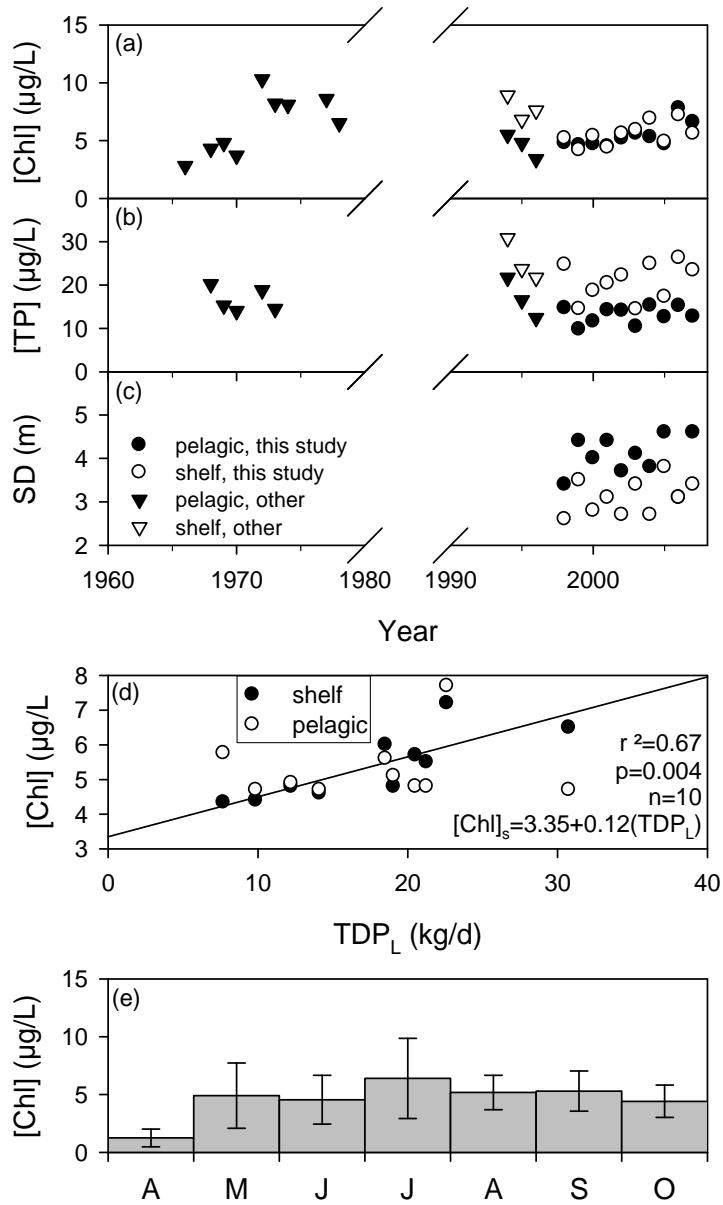 15
(a)
10
5
0
[Chl] (µg/L)
(b)
30
20
10
0
[TP] (µg/L)
(c)
5
4
3
2
SD (m)
pelagic, this study
shelf, this study
pelagic, other
shelf, other
1960 1970 1980 1990 2000
Year
8
(d)
7
6
5
4
3
[Chl] µg/L
shelf
pelagic
r ²=0.67
p=0.004
n=10
[Chl]s=3.35+0.12(TDPL)
0 10 20 30 40
TDPL (kg/d)
15
(e)
10
5
0
[Chl] (µg/L)
A M J J A S O